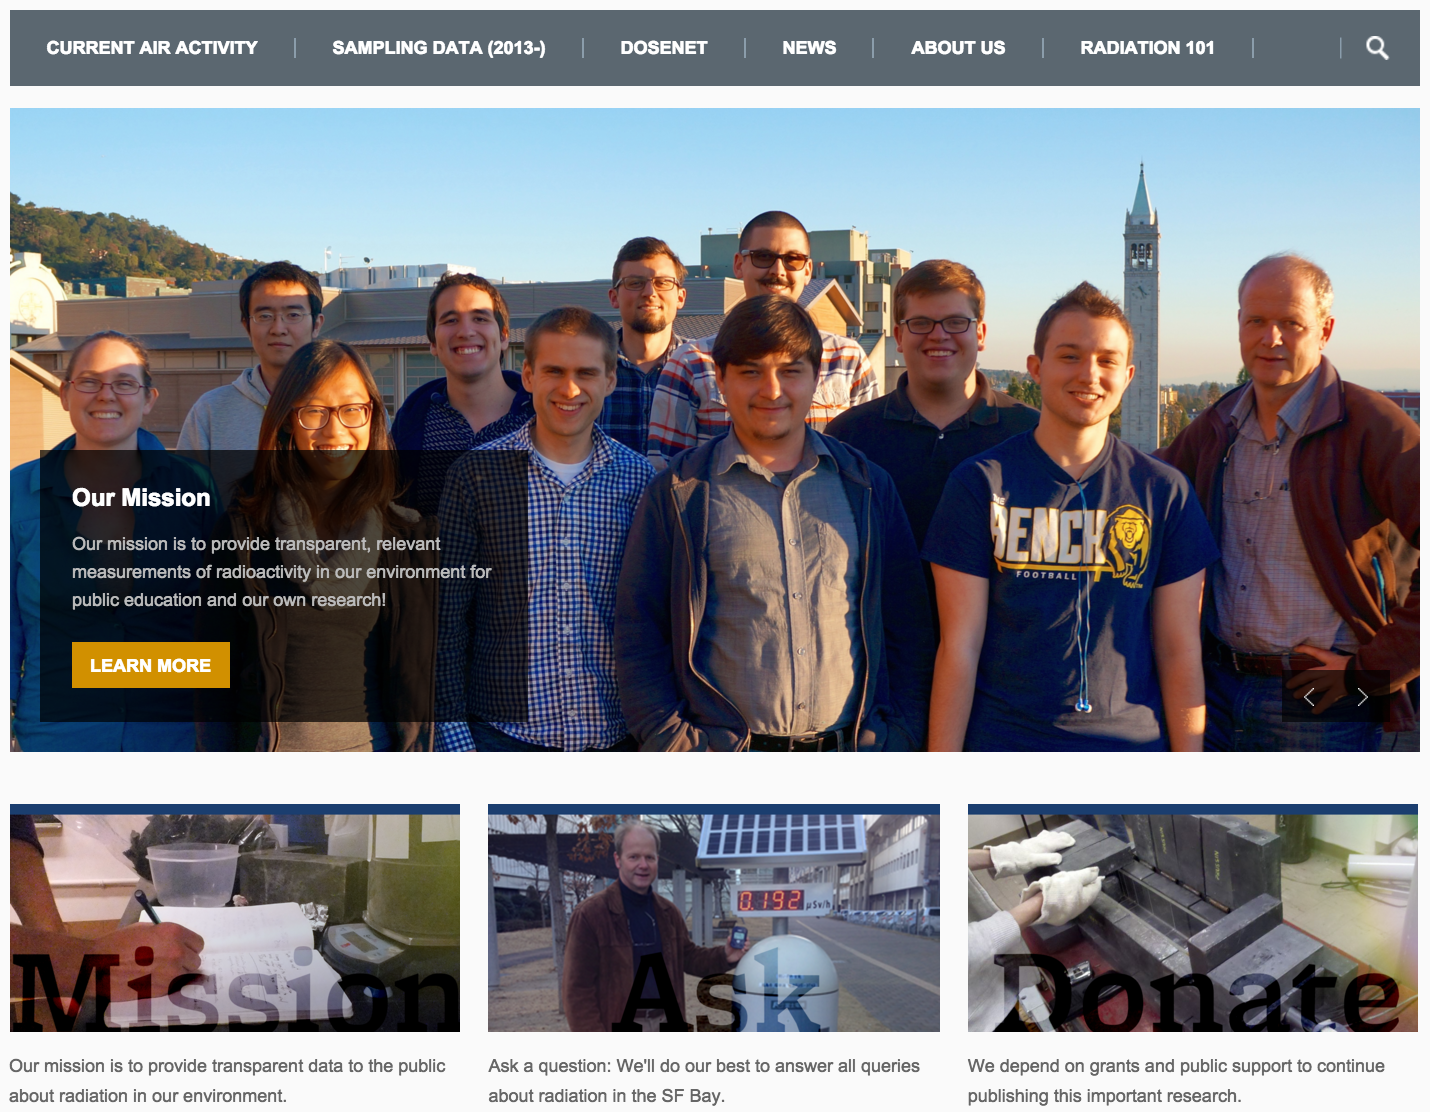 CURRENT AIR ACTIVITY
SAMPLING DATA (2013-)
DOSENET
NEWS
ABOUT US
RADIATION 101
THE
BENCH
FOOTBALL
Our Mission
Our mission is to provide transparent, relevant
measurements of radioactivity in our environment for
public education and our own research!
LEARN MORE
Mission
0.192 µSv/h
Ask
Donate
Our mission is to provide transparent data to the public
about radiation in our environment.
Ask a question: We'll do our best to answer all queries
about radiation in the SF Bay.
We depend on grants and public support to continue
publishing this important research.